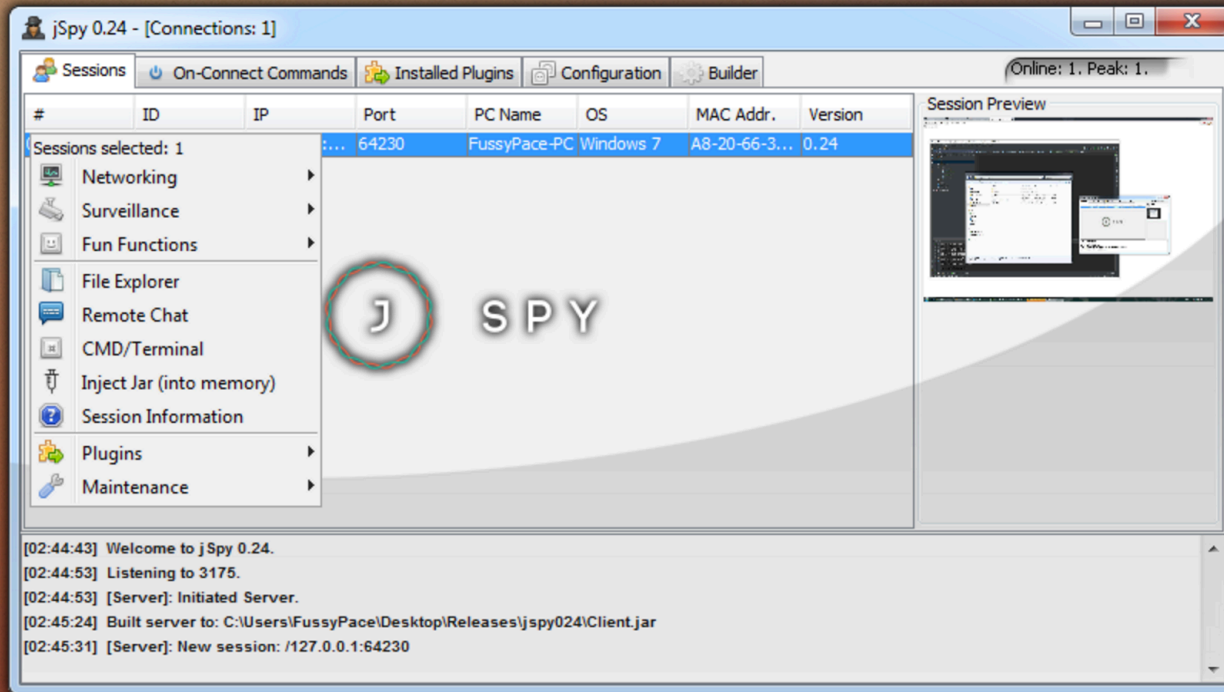 jSpy 0.24 - [Connections: 1]
Sessions On-Connect Commands Installed Plugins Configuration Builder
Online: 1. Peak: 1.
# ID IP Port PC Name OS MAC Addr. Version
:... 64230 FussyPace-PC Windows 7 A8-20-66-3... 0.24
Sessions selected: 1
Networking
Surveillance
Fun Functions
File Explorer
Remote Chat
CMD/Terminal
Inject Jar (into memory)
Session Information
Plugins
Maintenance
J SPY
Session Preview
[02:44:43] Welcome to jSpy 0.24.
[02:44:53] Listening to 3175.
[02:44:53] [Server]: Initiated Server.
[02:45:24] Built server to: C:\Users\FussyPace\Desktop\Releases\jspy024\Client.jar
[02:45:31] [Server]: New session: /127.0.0.1:64230